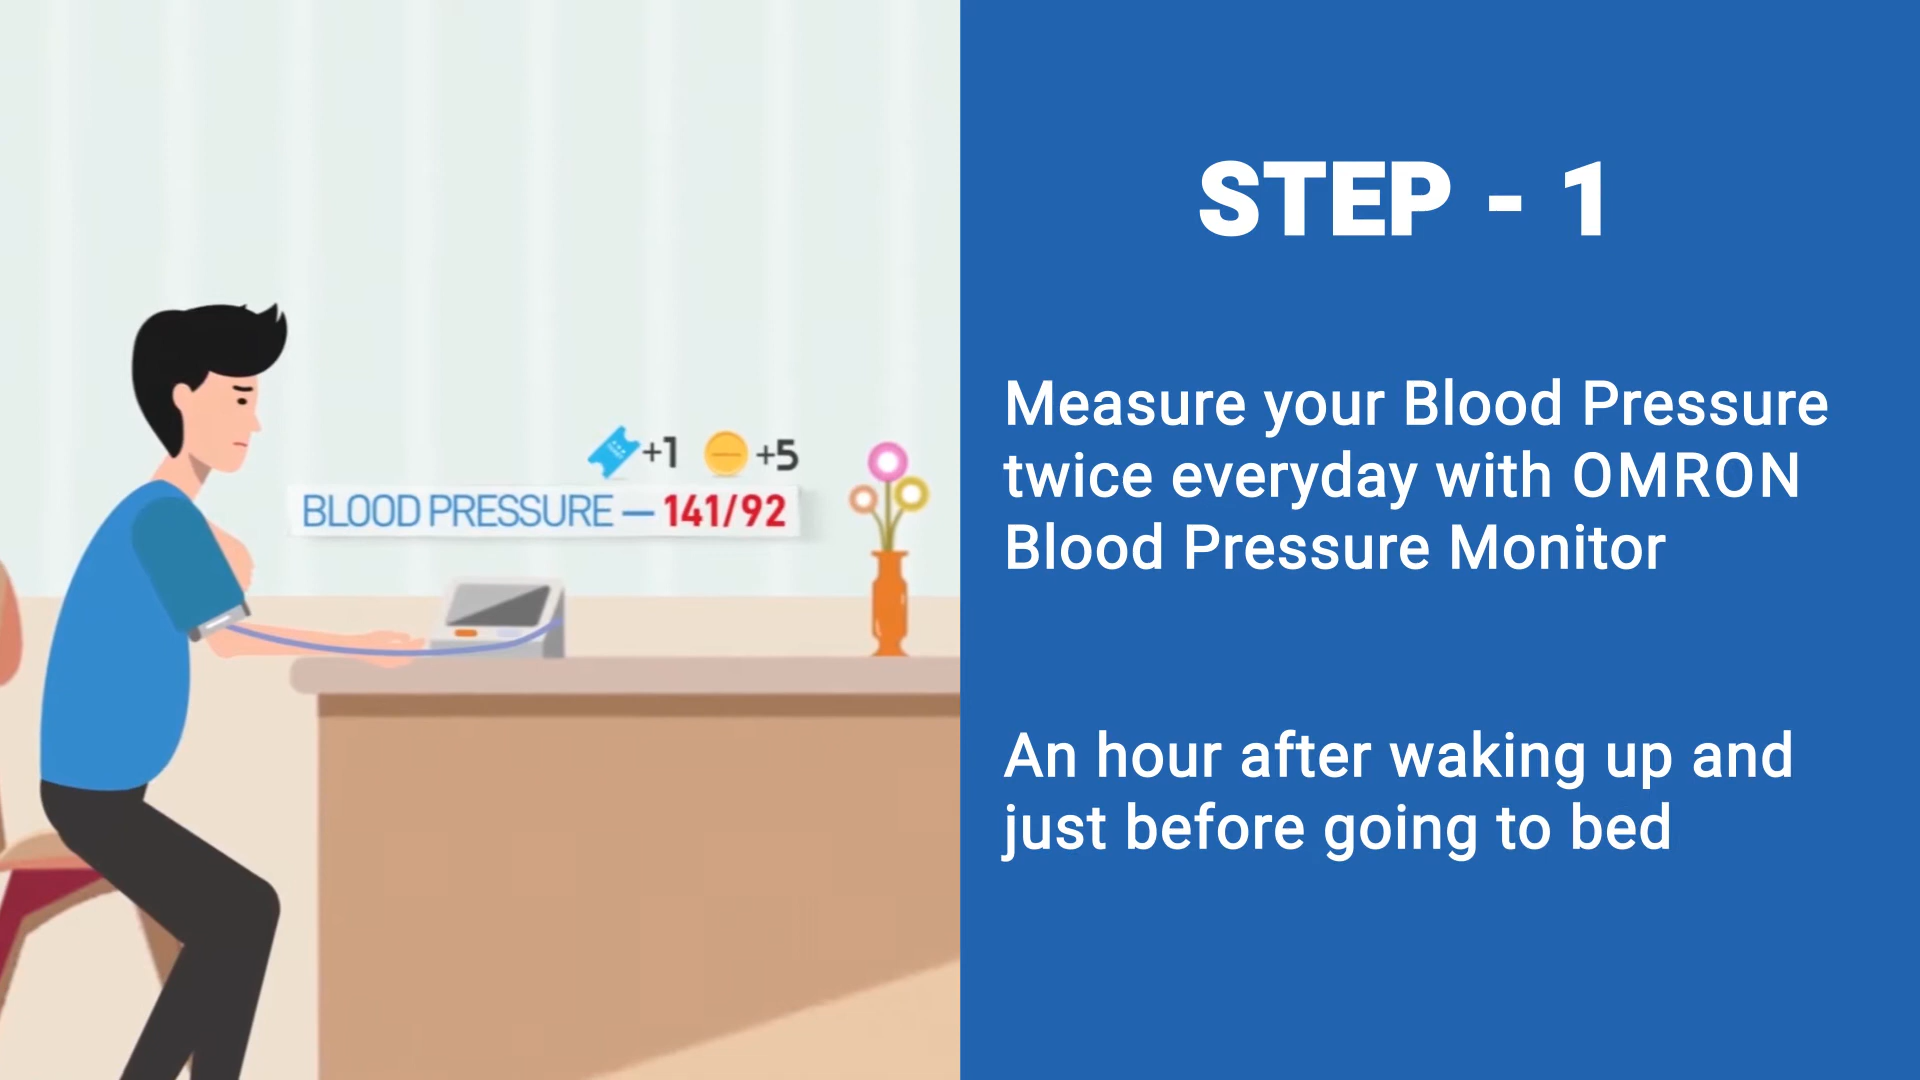 +1 +5
BLOOD PRESSURE — 141/92
STEP - 1
Measure your Blood Pressure
twice everyday with OMRON
Blood Pressure Monitor
An hour after waking up and
just before going to bed